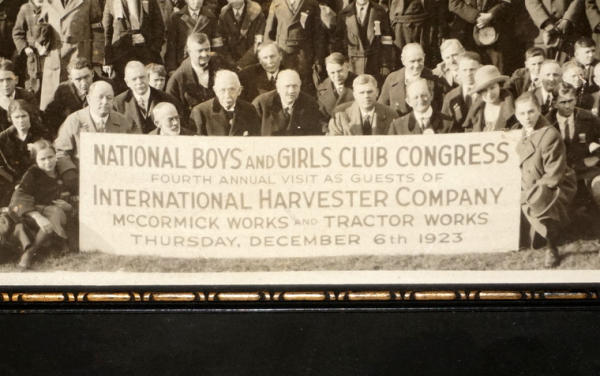 NATIONAL BOYS AND GIRLS CLUB CONGRESS
FOURTH ANNUAL VISIT AS GUESTS OF
INTERNATIONAL HARVESTER COMPANY
MCCORMICK WORKS AND TRACTOR WORKS
THURSDAY, DECEMBER 6th 1923